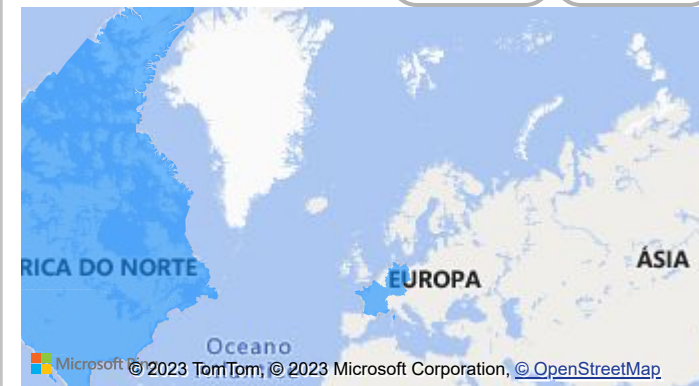 RICA DO NORTE
EUROPA
ÁSIA
Oceano
Microsoft
© 2023 TomTom, © 2023 Microsoft Corporation, © OpenStreetMap